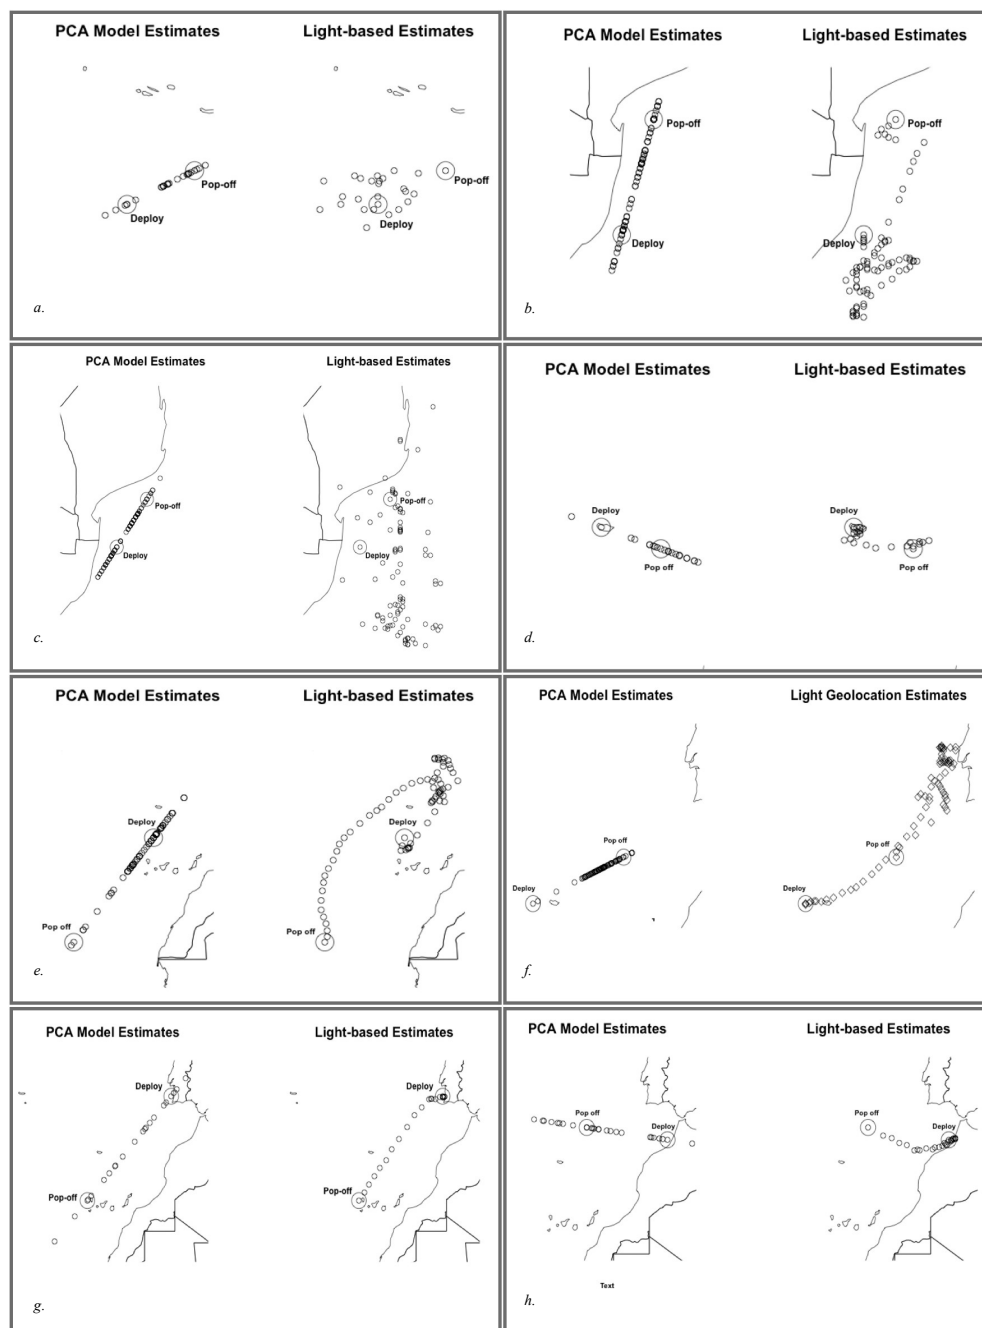 PCA Model Estimates
Light-based Estimates
Pop-off
Deploy
Pop-off
Deploy
a.
PCA Model Estimates
Light-based Estimates
Pop-off
Deploy
Pop-off
Deploy
b.
PCA Model Estimates
Light-based Estimates
Pop-off
Deploy
Pop-off
Deploy
c.
PCA Model Estimates
Light-based Estimates
Deploy
Pop off
Deploy
Pop off
d.
PCA Model Estimates
Light-based Estimates
Deploy
Pop off
Deploy
Pop off
e.
PCA Model Estimates
Light Geolocation Estimates
Pop off
Deploy
Pop off
Deploy
f.
PCA Model Estimates
Light-based Estimates
Deploy
Pop-off
Deploy
Pop-off
g.
PCA Model Estimates
Light-based Estimates
Pop off
Deploy
Pop off
Deploy
Text
h.